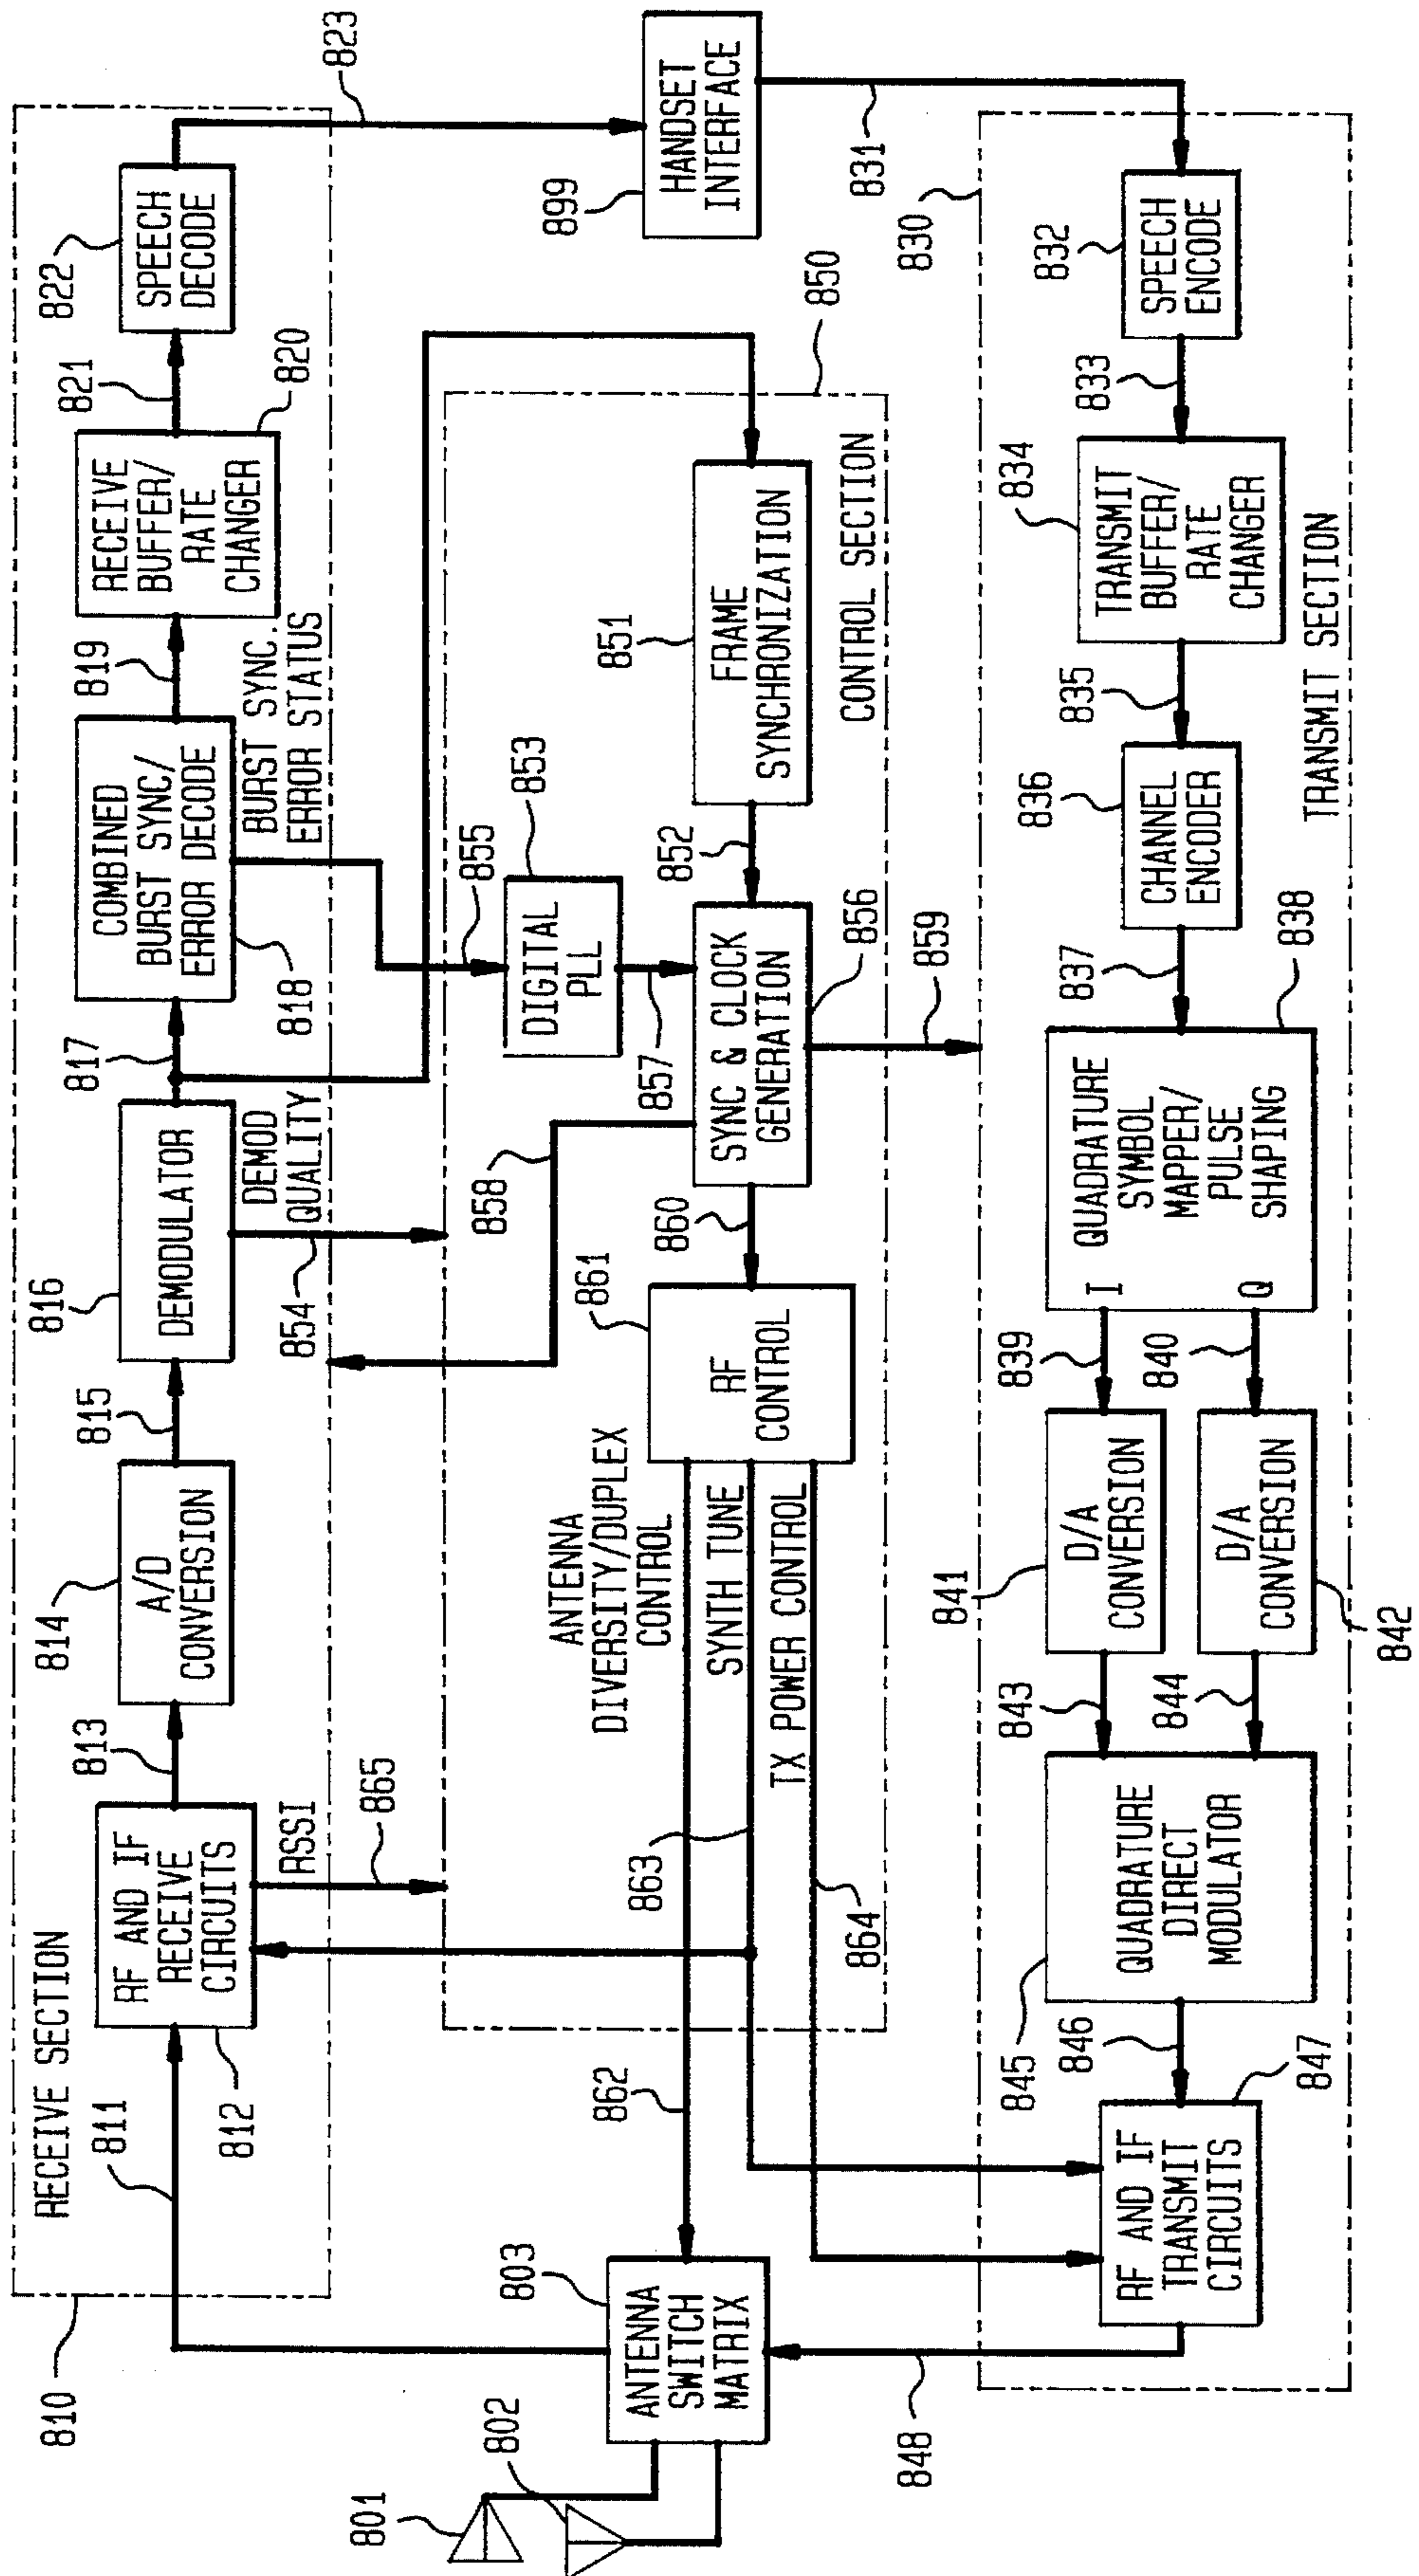 RECEIVE SECTION
810
811
RF AND IF
RECEIVE
CIRCUITS
812
813
RSSI
865
814
A/D
CONVERSION
815
816
DEMODULATOR
DEMOD
QUALITY
854
817
COMBINED
BURST SYNC/
ERROR DECODE
818
BURST SYNC.
ERROR STATUS
819
RECEIVE
BUFFER/
RATE
CHANGER
820
821
822
SPEECH
DECODE
823
801
802
803
ANTENNA
SWITCH
MATRIX
862
ANTENNA
DIVERSITY/DUPLEX
CONTROL
863
SYNTH TUNE
TX POWER CONTROL
864
861
RF
CONTROL
860
858
857
855
853
DIGITAL
PLL
SYNC & CLOCK
GENERATION
856
859
852
851
FRAME
SYNCHRONIZATION
CONTROL SECTION
850
899
HANDSET
INTERFACE
831
830
832
SPEECH
ENCODE
833
834
TRANSMIT
BUFFER/
RATE
CHANGER
835
836
CHANNEL
ENCODER
837
QUADRATURE
SYMBOL
MAPPER/
PULSE
SHAPING
I
Q
838
839
840
841
D/A
CONVERSION
D/A
CONVERSION
842
843
844
QUADRATURE
DIRECT
MODULATOR
845
846
RF AND IF
TRANSMIT
CIRCUITS
847
848
TRANSMIT SECTION